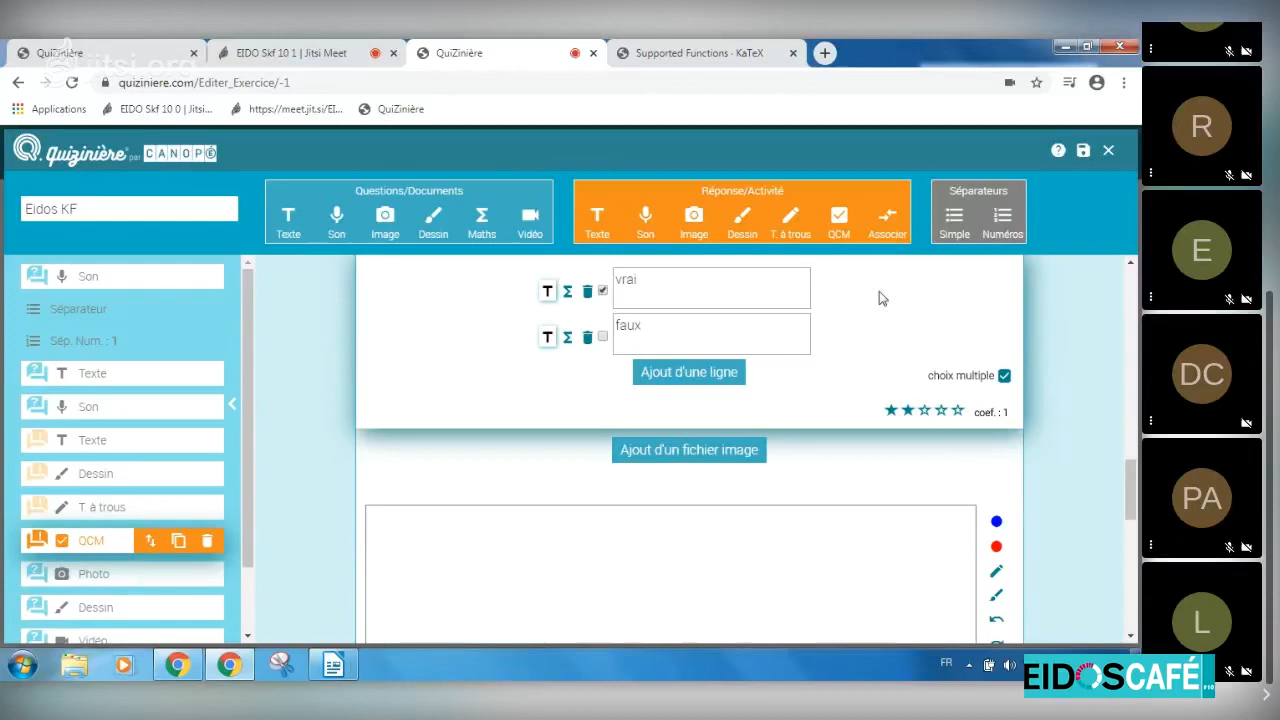 QuiZinière
EIDO Skf 10 1 | Jitsi Meet
QuiZinière
Supported Functions - KaTeX
jitsi.org
quiziniere.com/Editer_Exercice/-1
Applications
EIDO Skf 10 0 | Jitsi...
https://meet.jit.si/EI...
QuiZinière
Quizinière par CANOPÉ
Eidos KF
Questions/Documents
Texte
Son
Image
Dessin
Maths
Vidéo
Réponse/Activité
Texte
Son
Image
Dessin
T. à trous
QCM
Associer
Séparateurs
Simple
Numéros
Son
Séparateur
Sép. Num. : 1
Texte
Son
Texte
Dessin
T. à trous
QCM
Photo
Dessin
Vidéo
T Σ vrai
T Σ faux
Ajout d'une ligne
choix multiple
coef. : 1
Ajout d'un fichier image
R
E
DC
PA
L
FR
EIDOSCAFÉ #10